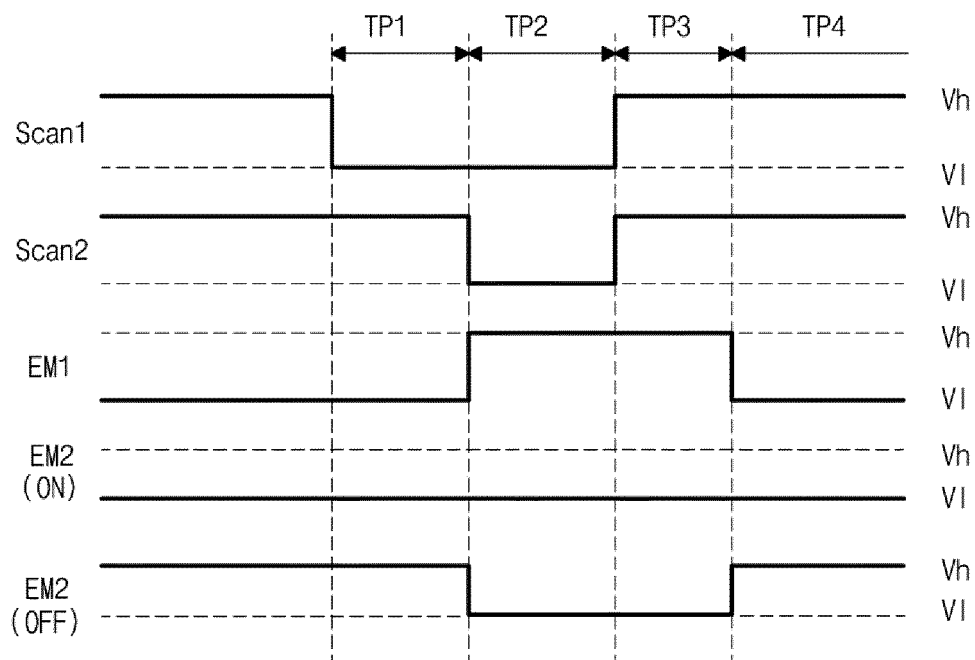 TP1 TP2 TP3 TP4
Scan1 Vh
Vl
Scan2 Vh
Vl
EM1 Vh
Vl
EM2 Vh
(ON) Vl
EM2 Vh
(OFF) Vl